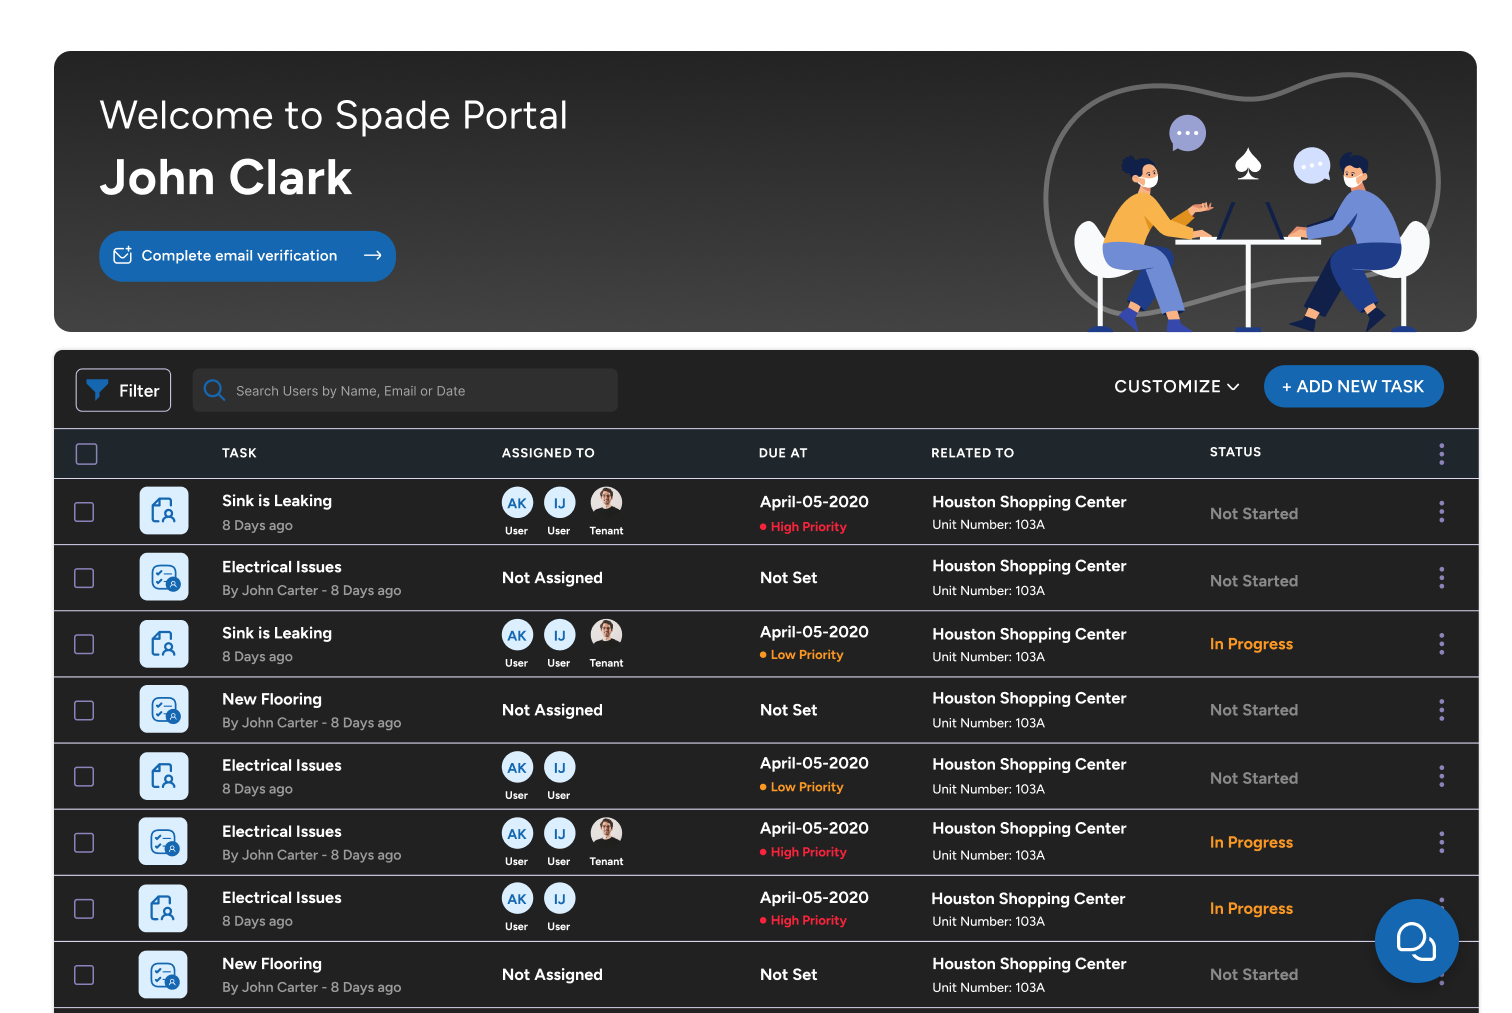 Welcome to Spade Portal
John Clark
Complete email verification
Filter
Search Users by Name, Email or Date
CUSTOMIZE
+ ADD NEW TASK
TASK ASSIGNED TO DUE AT RELATED TO STATUS
Sink is Leaking AK IJ April-05-2020 Houston Shopping Center Not Started
8 Days ago User User Tenant High Priority Unit Number: 103A
Electrical Issues Not Assigned Not Set Houston Shopping Center Not Started
By John Carter - 8 Days ago Unit Number: 103A
Sink is Leaking AK IJ April-05-2020 Houston Shopping Center In Progress
8 Days ago User User Tenant Low Priority Unit Number: 103A
New Flooring Not Assigned Not Set Houston Shopping Center Not Started
By John Carter - 8 Days ago Unit Number: 103A
Electrical Issues AK IJ April-05-2020 Houston Shopping Center Not Started
8 Days ago User User Low Priority Unit Number: 103A
Electrical Issues AK IJ April-05-2020 Houston Shopping Center In Progress
By John Carter - 8 Days ago User User Tenant High Priority Unit Number: 103A
Electrical Issues AK IJ April-05-2020 Houston Shopping Center In Progress
8 Days ago User User High Priority Unit Number: 103A
New Flooring Not Assigned Not Set Houston Shopping Center Not Started
By John Carter - 8 Days ago Unit Number: 103A